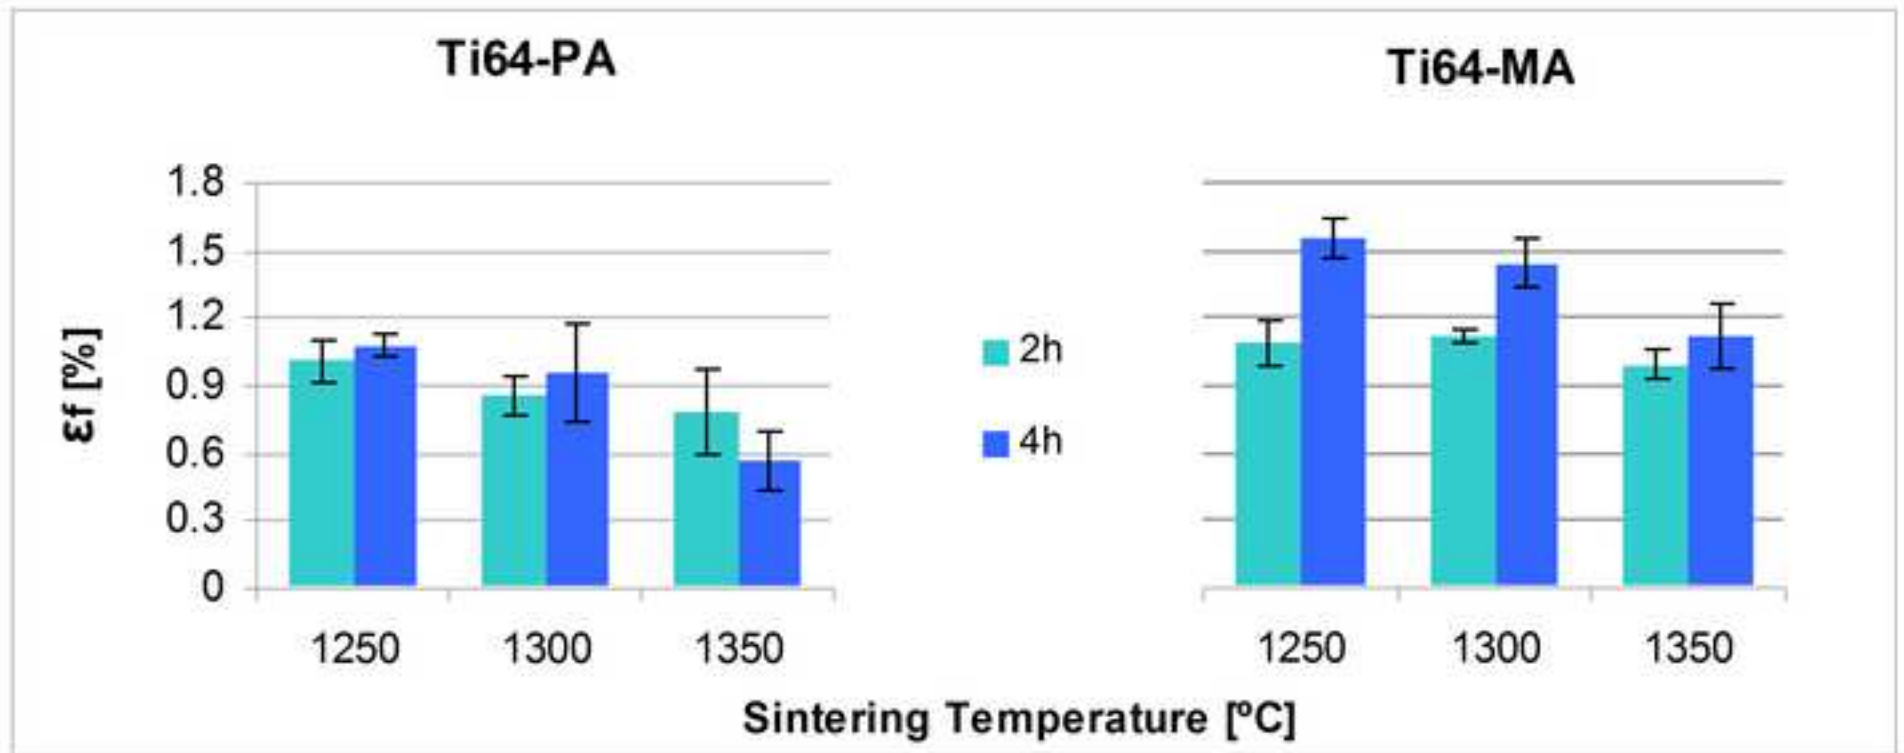 Ti64-PA
Ti64-MA
εf [%]
1.8
1.5
1.2
0.9
0.6
0.3
0
1250 1300 1350
2h
4h
1250 1300 1350
Sintering Temperature [ºC]